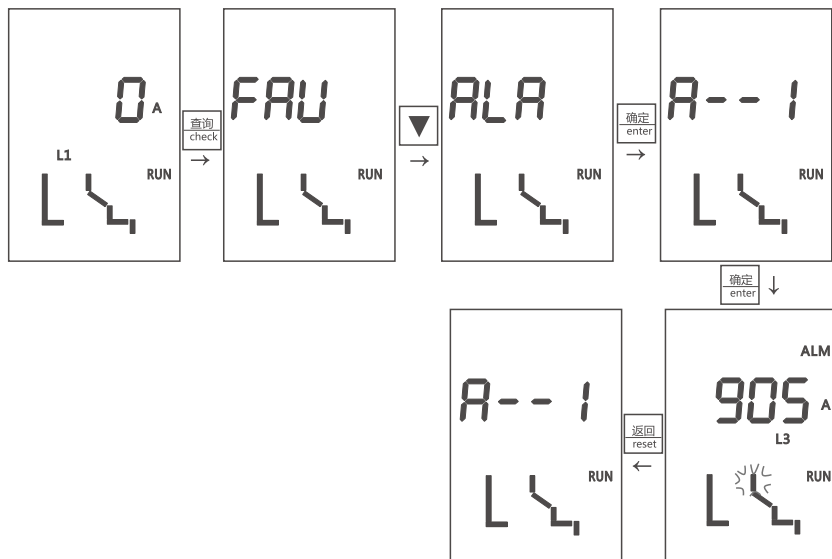 0 A
L1
RUN
查询
check
→
FAU
RUN
▼
→
ALA
RUN
确定
enter
→
A--1
RUN
确定
enter
↓
ALM
905 A
L3
RUN
返回
reset
←
A--1
RUN